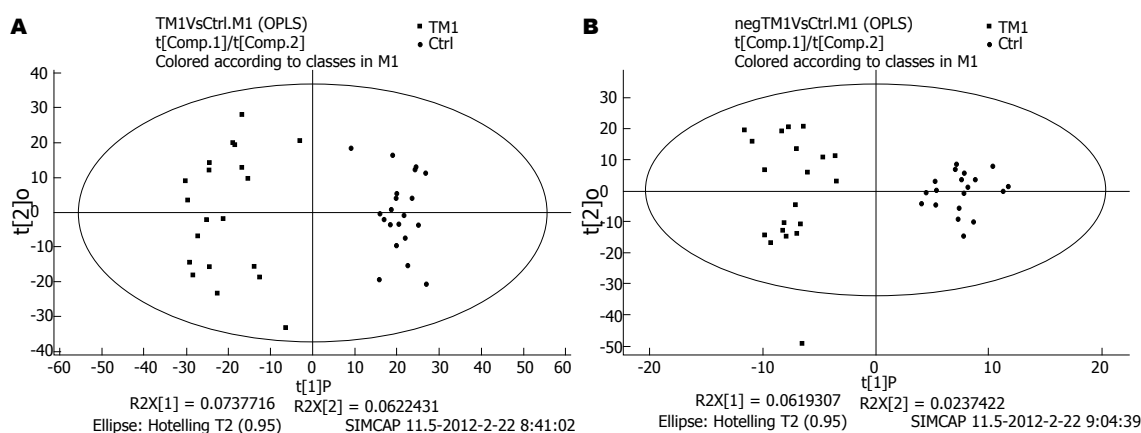 A
TM1VsCtrl.M1 (OPLS)
t[Comp.1]/t[Comp.2]
Colored according to classes in M1
TM1
Ctrl
40
30
20
10
0
-10
-20
-30
-40
t[2]o
-60 -50 -40 -30 -20 -10 0 10 20 30 40 50 60
t[1]P
R2X[1] = 0.0737716 R2X[2] = 0.0622431
Ellipse: Hotelling T2 (0.95) SIMCAP 11.5-2012-2-22 8:41:02
B
negTM1VsCtrl.M1 (OPLS)
t[Comp.1]/t[Comp.2]
Colored according to classes in M1
TM1
Ctrl
30
20
10
0
-10
-20
-30
-40
-50
t[2]o
-20 -10 0 10 20
t[1]P
R2X[1] = 0.0619307 R2X[2] = 0.0237422
Ellipse: Hotelling T2 (0.95) SIMCAP 11.5-2012-2-22 9:04:39